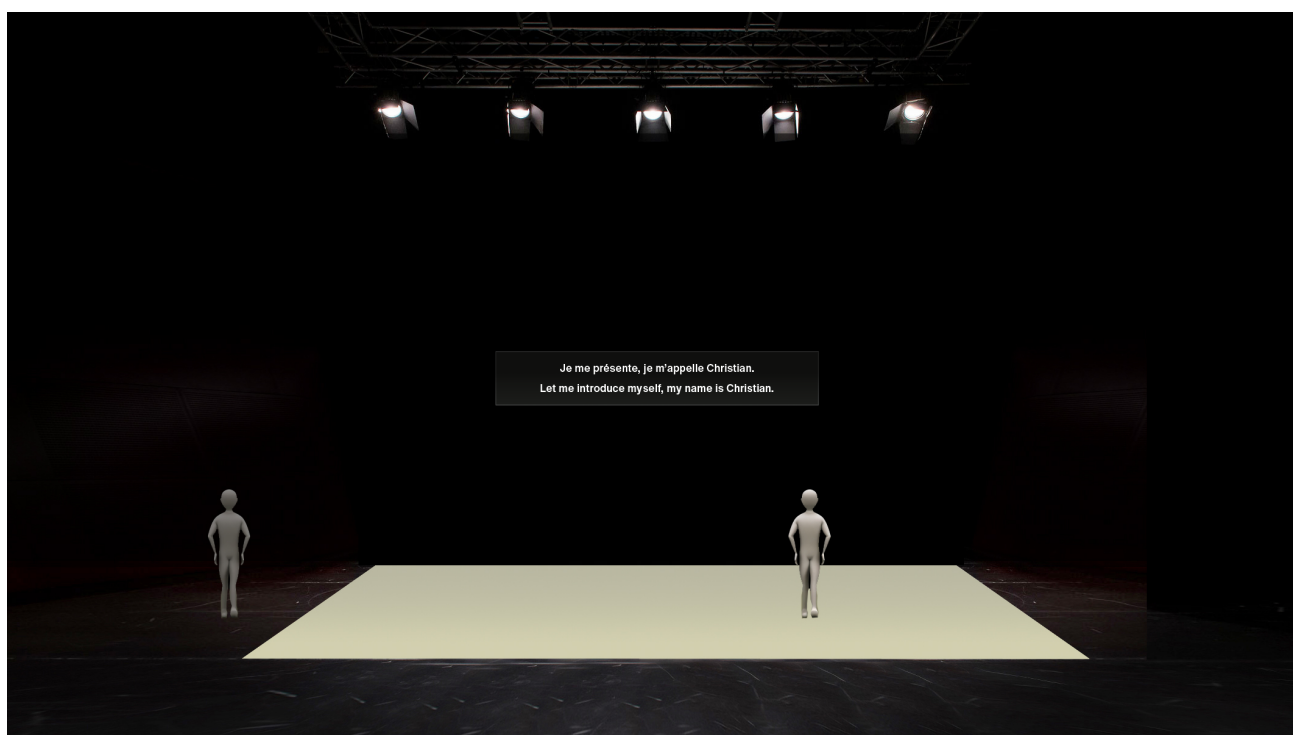 Je me présente, je m'appelle Christian.
Let me introduce myself, my name is Christian.